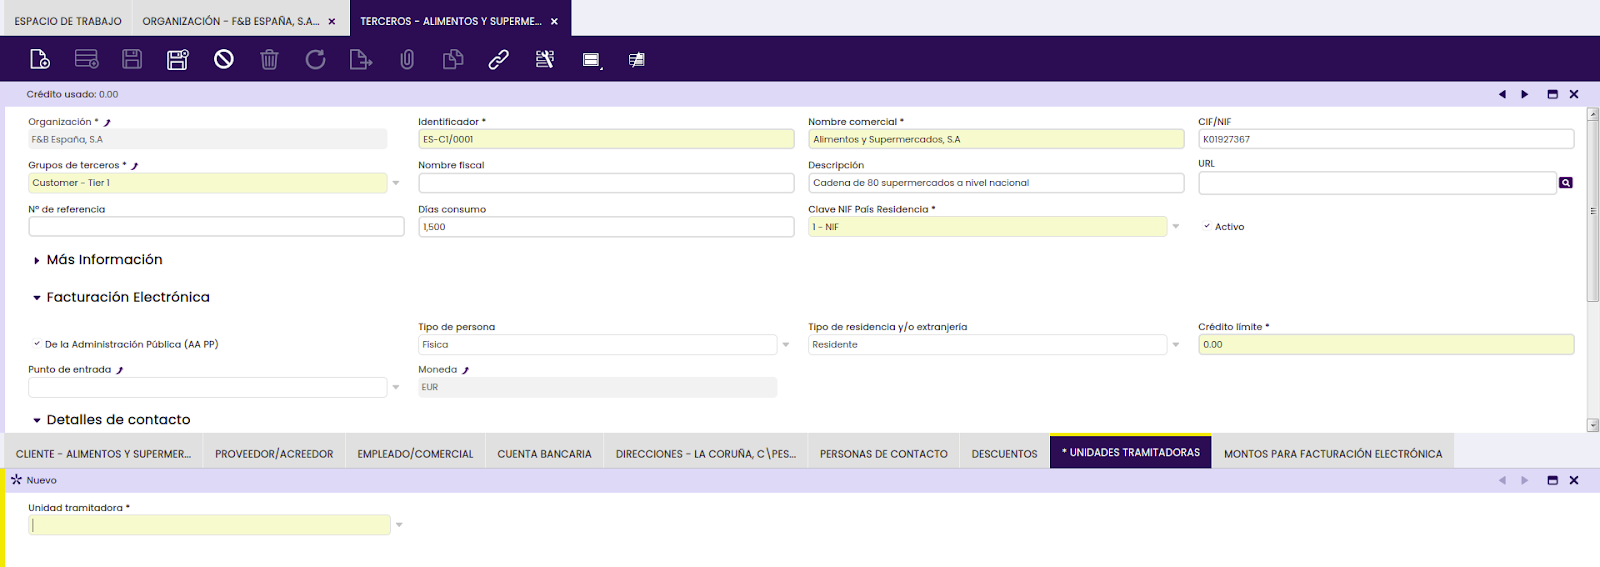 ESPACIO DE TRABAJO
ORGANIZACIÓN - F&B ESPAÑA, S.A...
TERCEROS - ALIMENTOS Y SUPERME...
Crédito usado: 0.00
Organización *
Identificador *
Nombre comercial *
CIF/NIF
F&B España, S.A
ES-C1/0001
Alimentos y Supermercados, S.A
K01927367
Grupos de terceros *
Nombre fiscal
Descripción
URL
Customer - Tier 1
Cadena de 80 supermercados a nivel nacional
Nº de referencia
Días consumo
Clave NIF País Residencia *
1,500
1 - NIF
Activo
Más Información
Facturación Electrónica
De la Administración Pública (AA PP)
Tipo de persona
Tipo de residencia y/o extranjería
Crédito límite *
Física
Residente
0.00
Punto de entrada
Moneda
EUR
Detalles de contacto
CLIENTE - ALIMENTOS Y SUPERMER...
PROVEEDOR/ACREEDOR
EMPLEADO/COMERCIAL
CUENTA BANCARIA
DIRECCIONES - LA CORUÑA, C\PES...
PERSONAS DE CONTACTO
DESCUENTOS
* UNIDADES TRAMITADORAS
MONTOS PARA FACTURACIÓN ELECTRÓNICA
Nuevo
Unidad tramitadora *